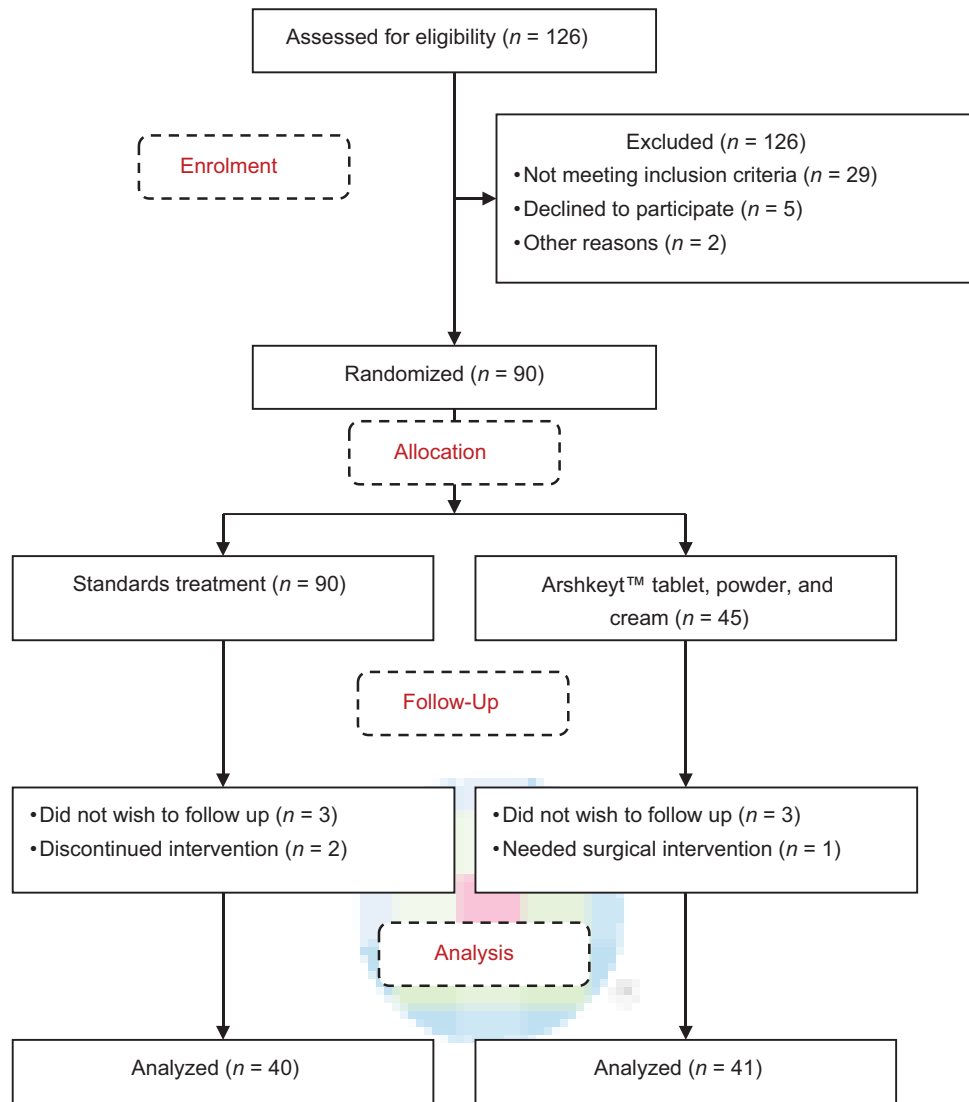 Assessed for eligibility (n = 126)
Enrolment
Excluded (n = 126)
•Not meeting inclusion criteria (n = 29)
•Declined to participate (n = 5)
•Other reasons (n = 2)
Randomized (n = 90)
Allocation
Standards treatment (n = 90)
Arshkeyt™ tablet, powder, and
cream (n = 45)
Follow-Up
•Did not wish to follow up (n = 3)
•Discontinued intervention (n = 2)
•Did not wish to follow up (n = 3)
•Needed surgical intervention (n = 1)
Analysis
Analyzed (n = 40)
Analyzed (n = 41)